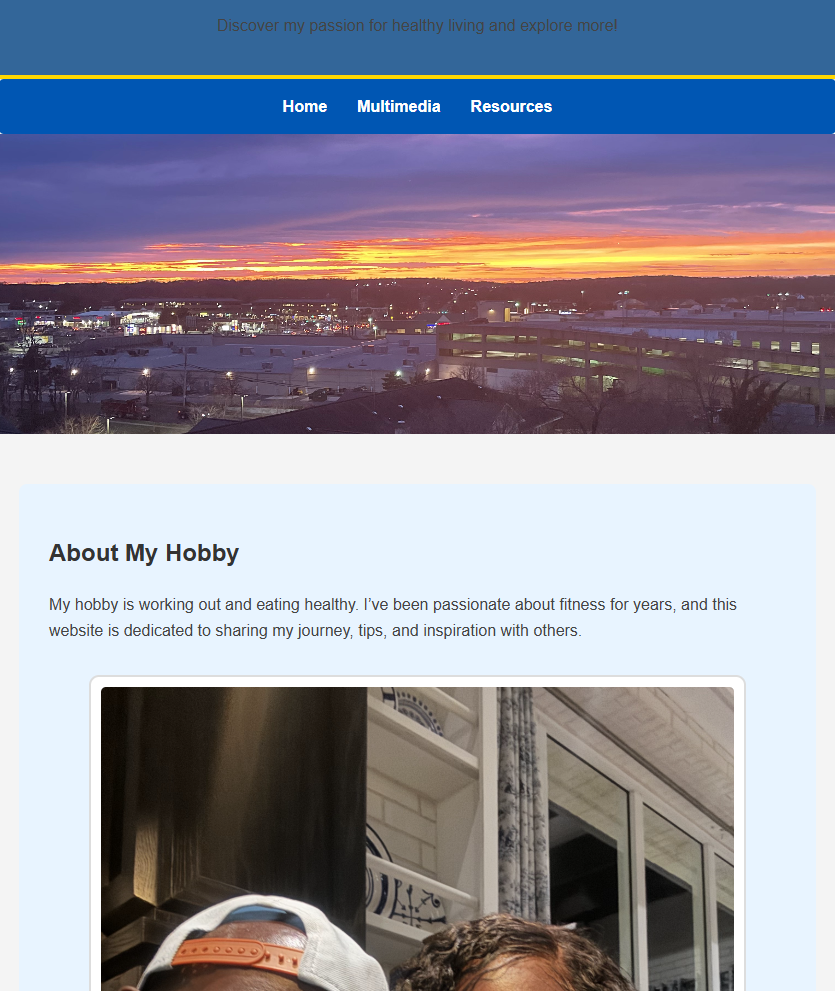 Discover my passion for healthy living and explore more!
Home Multimedia Resources
About My Hobby
My hobby is working out and eating healthy. I’ve been passionate about fitness for years, and this
website is dedicated to sharing my journey, tips, and inspiration with others.